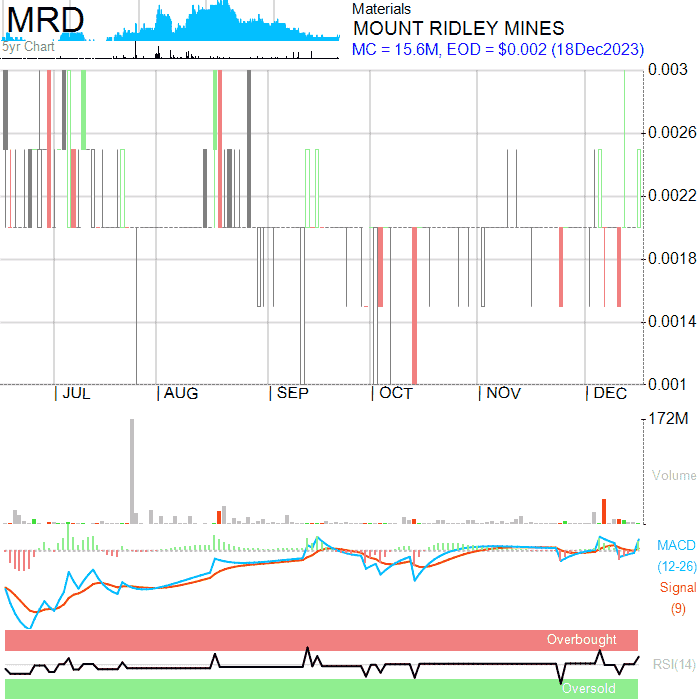 MRD
5yr Chart
Materials
MOUNT RIDLEY MINES
MC = 15.6M, EOD = $0.002 (18Dec2023)
0.003
0.0026
0.0022
0.0018
0.0014
0.001
JUL AUG SEP OCT NOV DEC
172M
Volume
MACD
(12-26)
Signal
(9)
Overbought
RSI(14)
Oversold